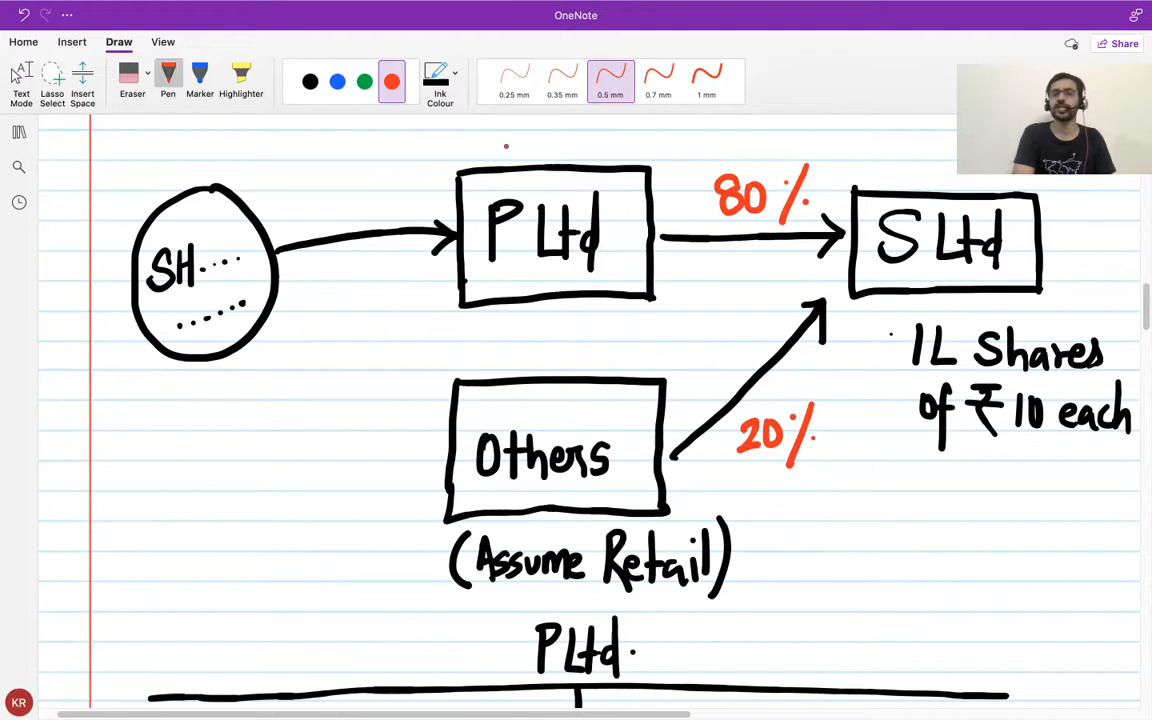 OneNote
Home Insert Draw View
Share
Text Mode
Lasso Select
Insert Space
Eraser
Pen
Marker
Highlighter
Ink Colour
0.25 mm
0.35 mm
0.5 mm
0.7 mm
1 mm
SH.....
P Ltd
80%
S Ltd
1L Shares
of ₹10 each
20%
Others
(Assume Retail)
P Ltd.
KR